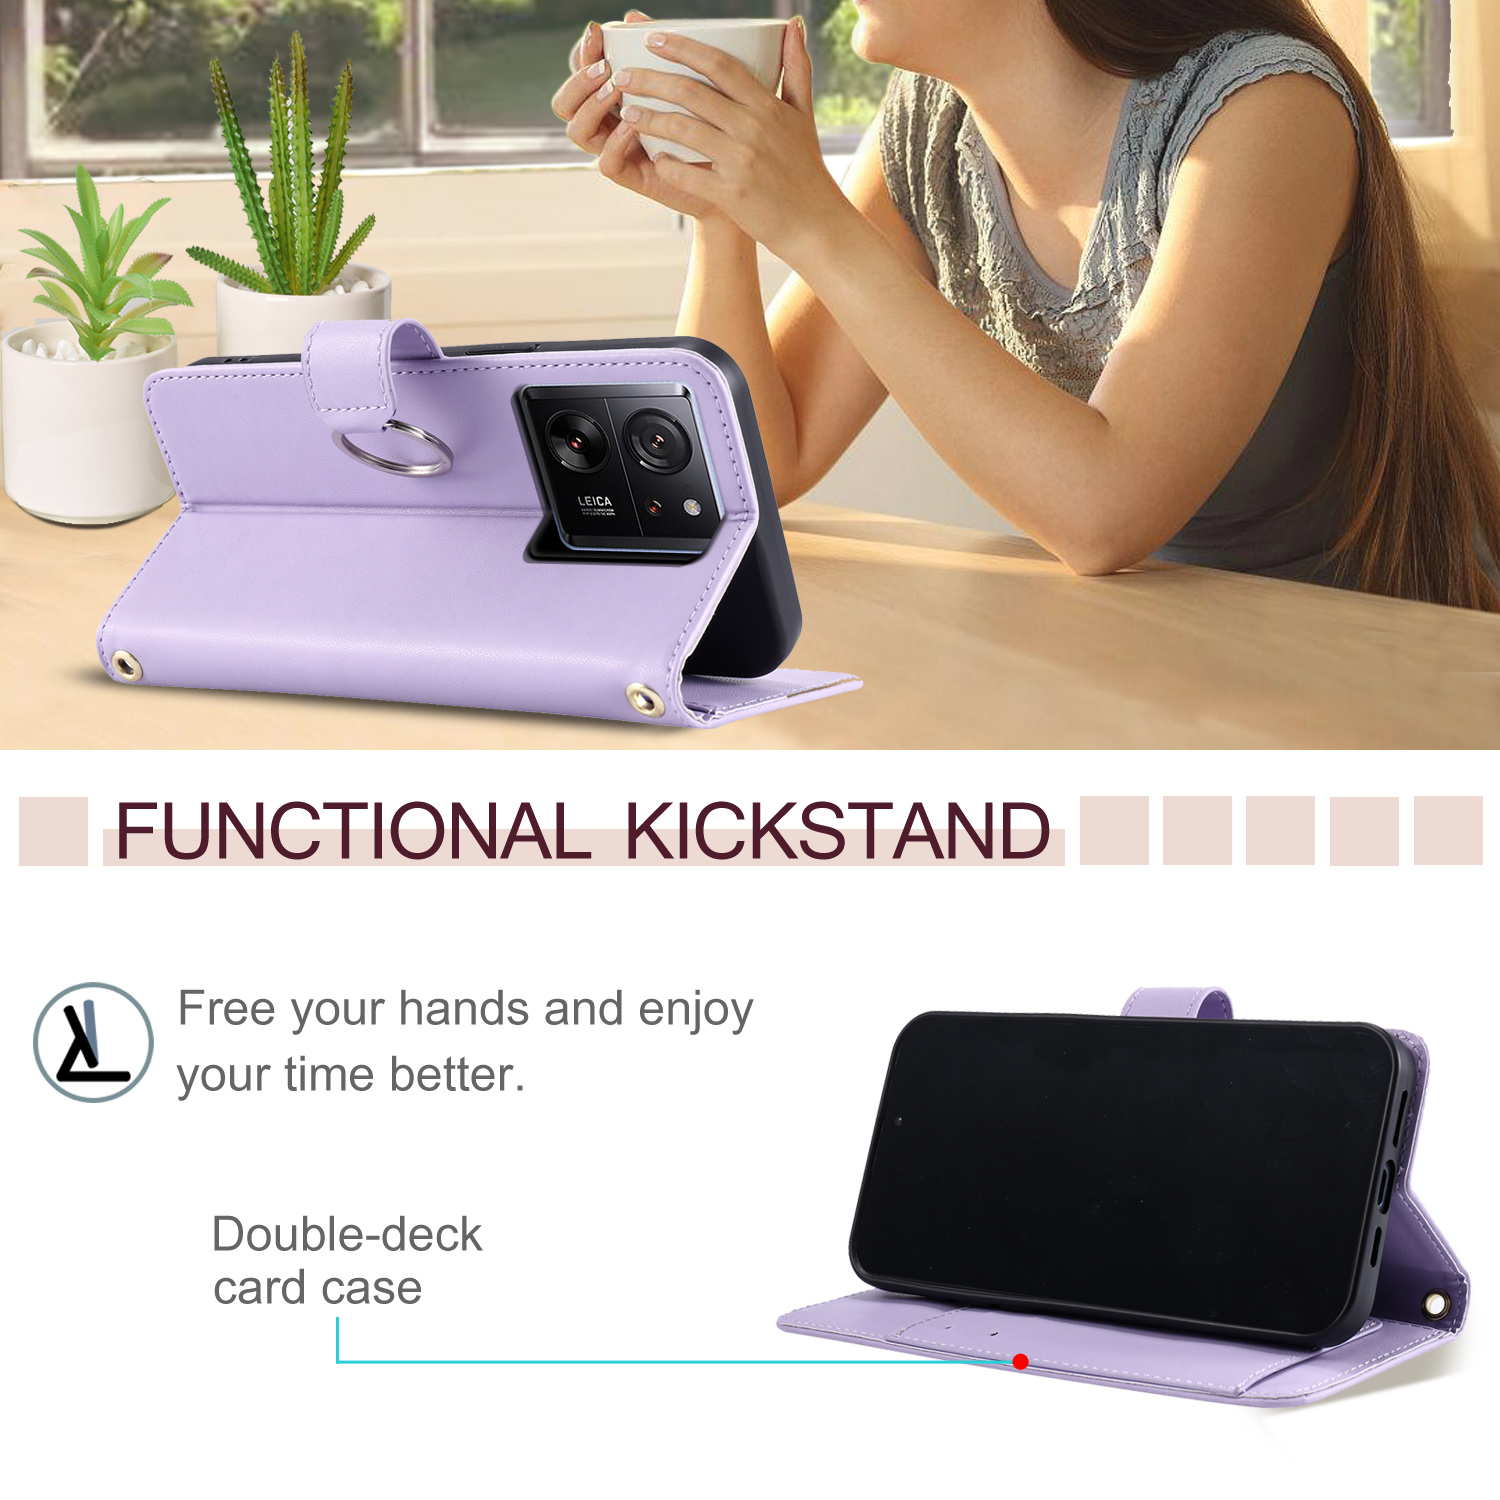 LEICA
FUNCTIONAL KICKSTAND
Free your hands and enjoy
your time better.
Double-deck
card case